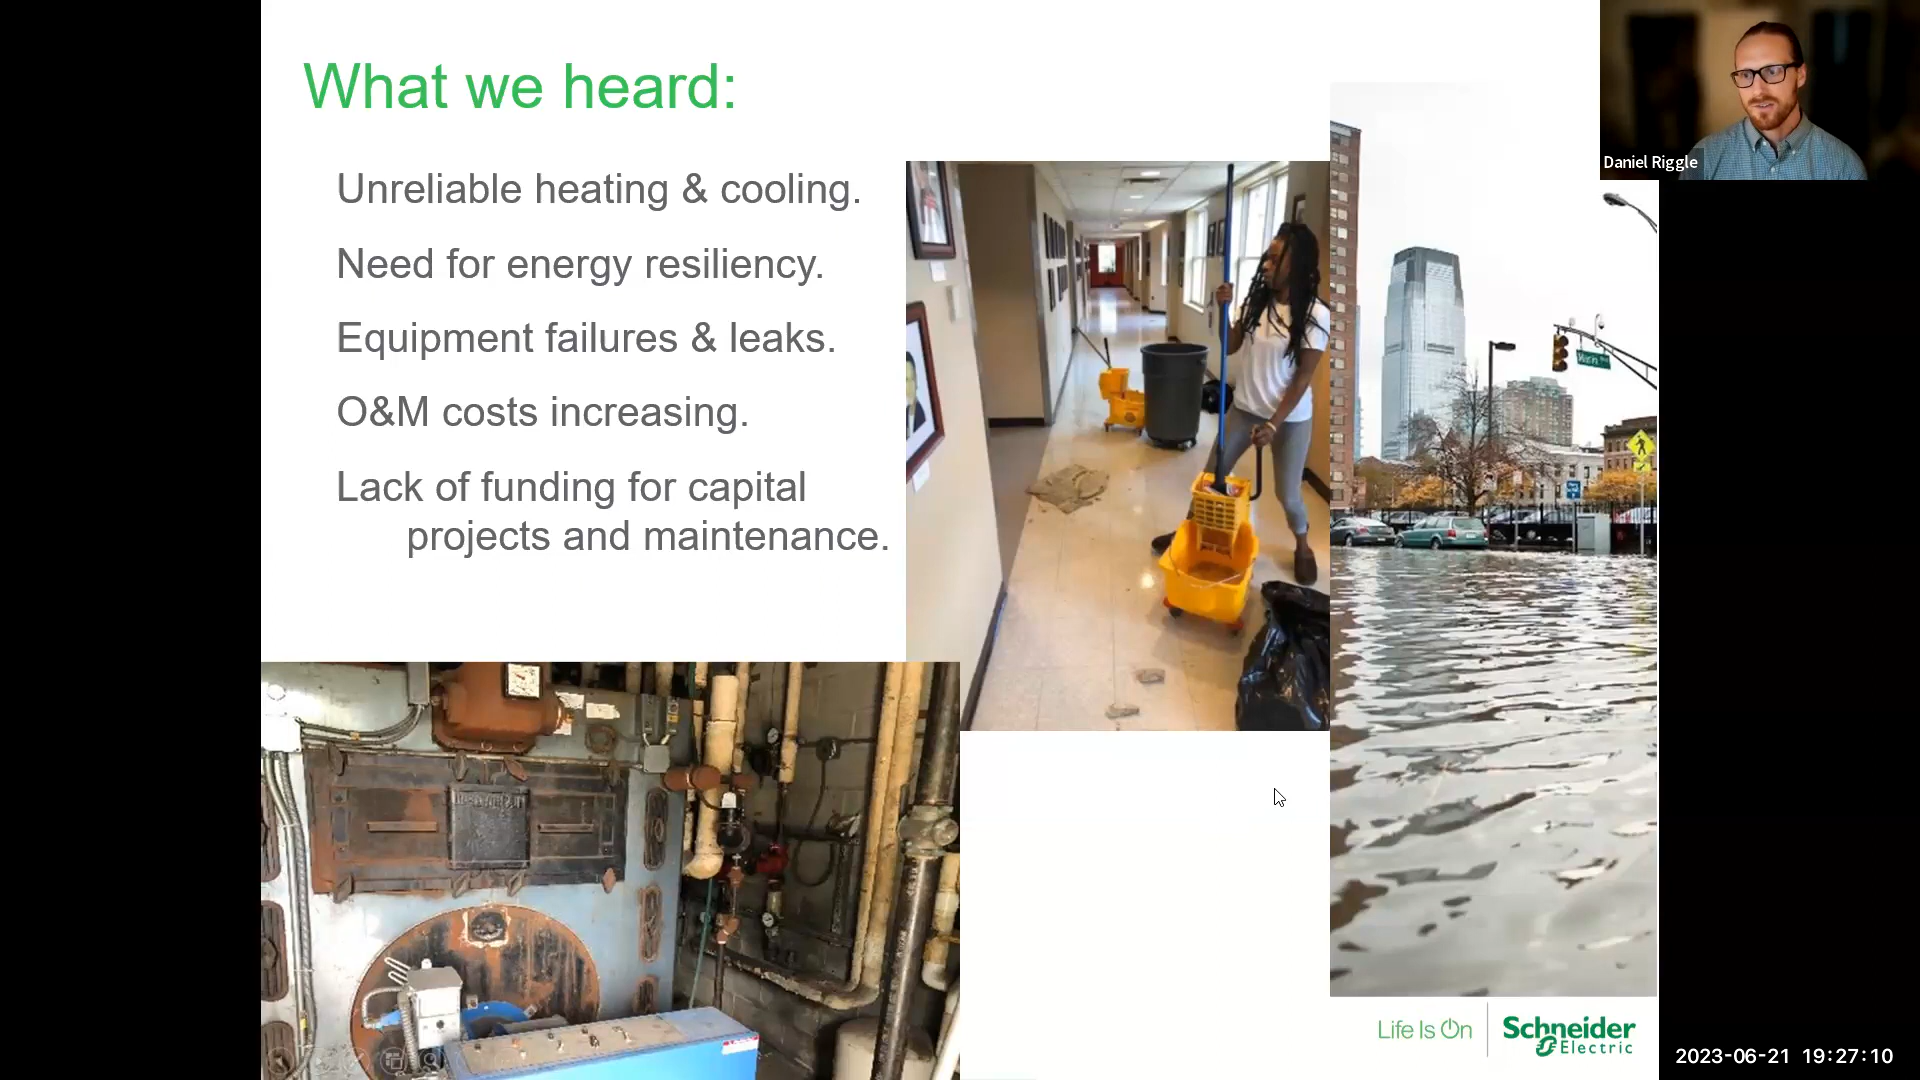 What we heard:
Unreliable heating & cooling.
Need for energy resiliency.
Equipment failures & leaks.
O&M costs increasing.
Lack of funding for capital
projects and maintenance.
Daniel Riggle
Life Is On
Schneider
Electric
2023-06-21 19:27:10